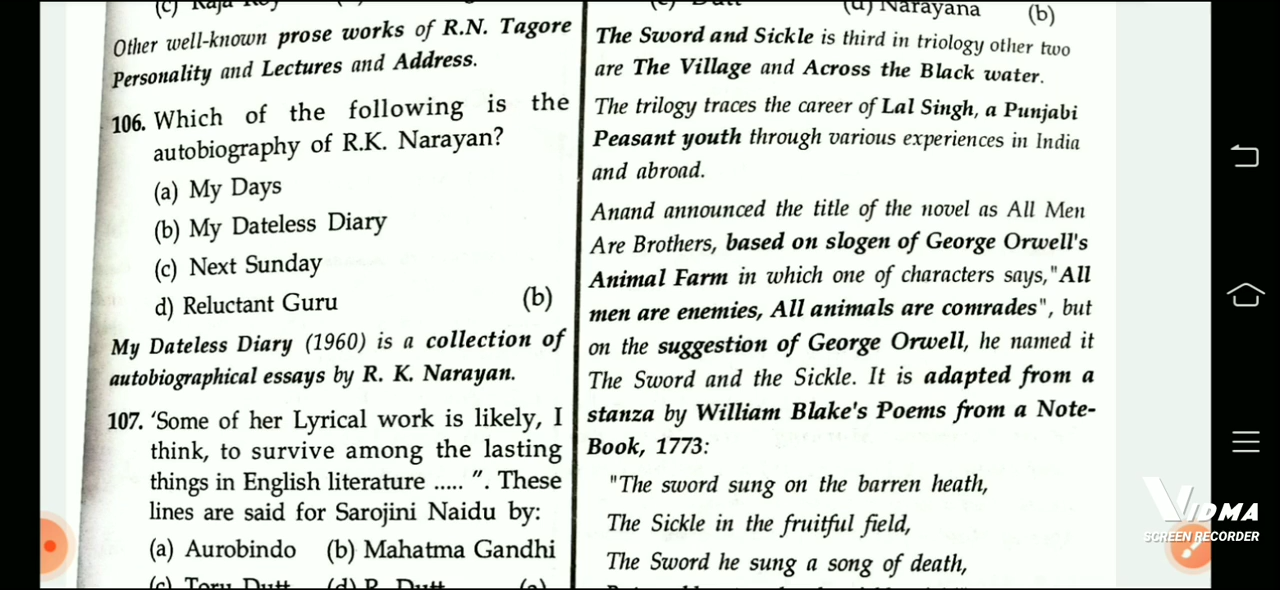 (c) Raja Roy
Other well-known prose works of R.N. Tagore
Personality and Lectures and Address.
106. Which of the following is the
autobiography of R.K. Narayan?
(a) My Days
(b) My Dateless Diary
(c) Next Sunday
d) Reluctant Guru (b)
My Dateless Diary (1960) is a collection of
autobiographical essays by R. K. Narayan.
107. ‘Some of her Lyrical work is likely, I
think, to survive among the lasting
things in English literature ..... ”. These
lines are said for Sarojini Naidu by:
(a) Aurobindo (b) Mahatma Gandhi
(c) Toru Dutt (d) R. Dutt (a)
(c) Dutt (d) Narayana (b)
The Sword and Sickle is third in triology other two
are The Village and Across the Black water.
The trilogy traces the career of Lal Singh, a Punjabi
Peasant youth through various experiences in India
and abroad.
Anand announced the title of the novel as All Men
Are Brothers, based on slogen of George Orwell's
Animal Farm in which one of characters says,"All
men are enemies, All animals are comrades", but
on the suggestion of George Orwell, he named it
The Sword and the Sickle. It is adapted from a
stanza by William Blake's Poems from a Note-
Book, 1773:
"The sword sung on the barren heath,
The Sickle in the fruitful field,
The Sword he sung a song of death,
VIDMA
SCREEN RECORDER